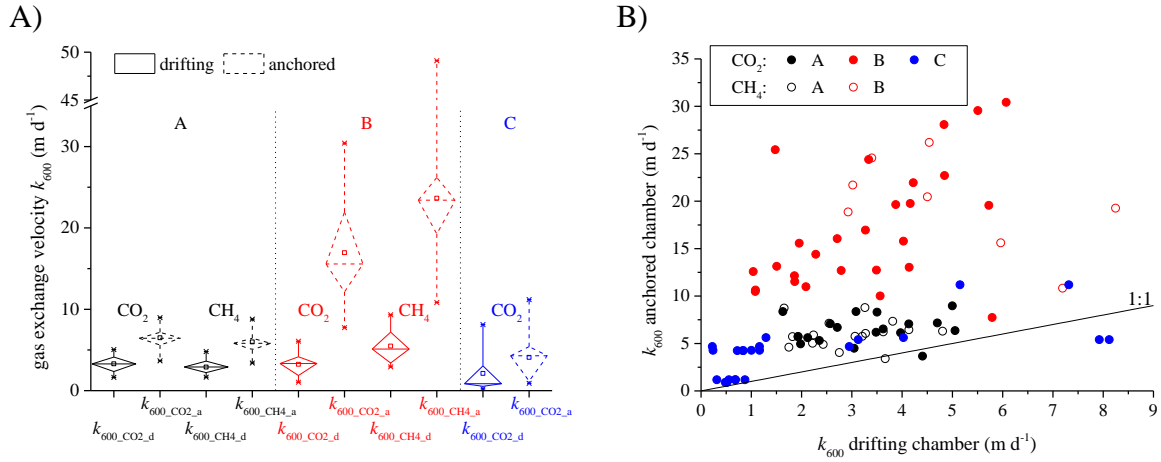 A)
50
45
30
20
10
0
gas exchange velocity k600 (m d-1)
drifting
anchored
A
B
C
CO2
CH4
CO2
CH4
CO2
k600_CO2_a
k600_CH4_a
k600_CO2_a
k600_CH4_a
k600_CO2_a
k600_CO2_d
k600_CH4_d
k600_CO2_d
k600_CH4_d
k600_CO2_d
B)
CO2: A B C
CH4: A B
35
30
25
20
15
10
5
0
k600 anchored chamber (m d-1)
1:1
0 1 2 3 4 5 6 7 8 9
k600 drifting chamber (m d-1)